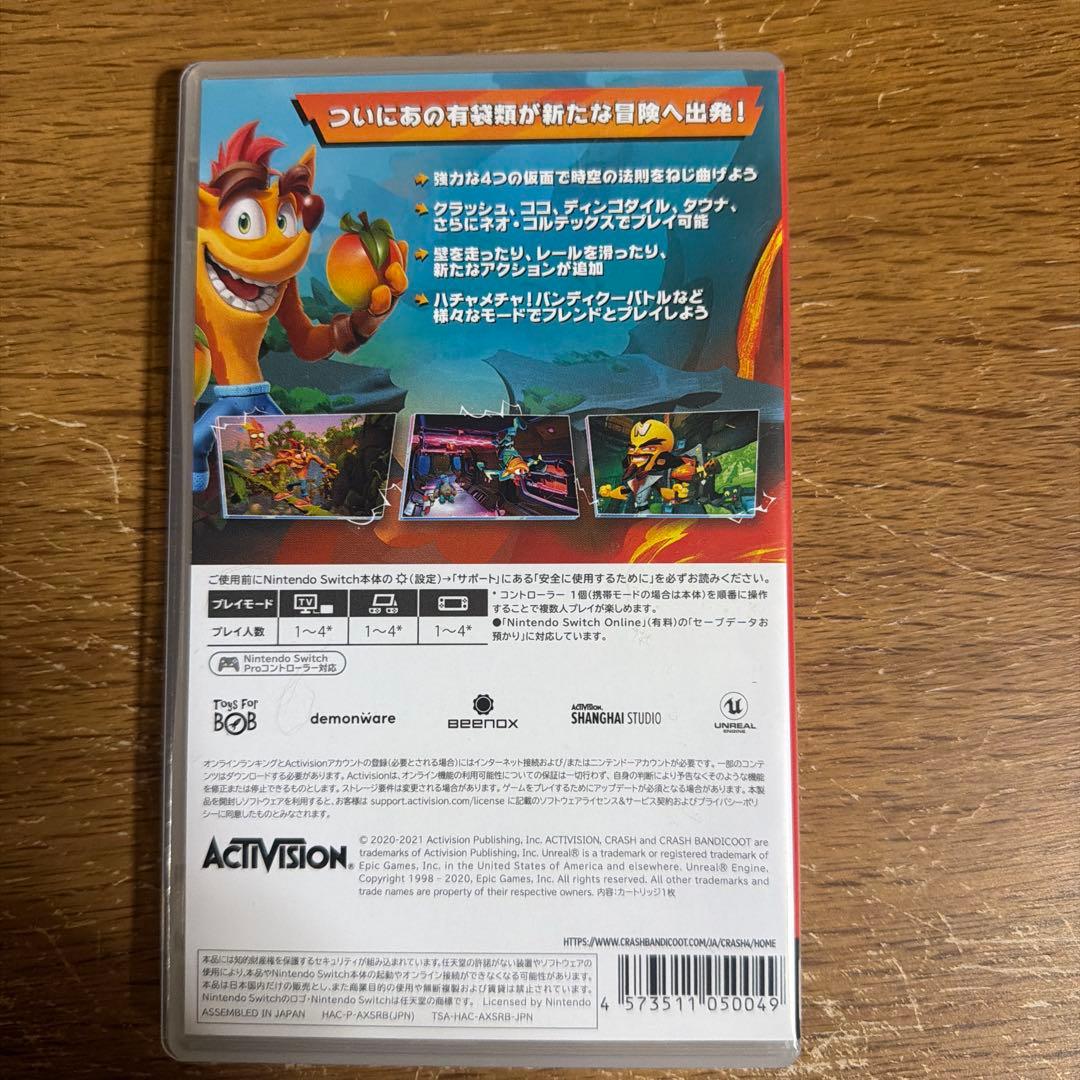 ついにあの有袋類が新たな冒険へ出発！
強力な4つの仮面で時空の法則をねじ曲げよう
クラッシュ、ココ、ディンゴダイル、タウナ、
さらにネオ・コルテックスでプレイ可能
壁を走ったり、レールを滑ったり、
新たなアクションが追加
ハチャメチャ！バンディクーバトルなど
様々なモードでフレンドとプレイしよう
N
ご使用前にNintendo Switch本体の(設定)→「サポート」にある「安全に使用するために」を必ずお読みください。
プレイモード TV
プレイ人数 1～4* 1～4* 1～4*
* コントローラー 1個(携帯モードの場合は本体)を順番に操作
することで複数人プレイが楽しめます。
●「Nintendo Switch Online」(有料)の「セーブデータお
預かり」に対応しています。
Nintendo Switch
Proコントローラー対応
Toys For
BOB
demonware
BEENOX
ACTIVISION
SHANGHAI STUDIO
UNREAL
ENGINE
オンラインランキングとActivisionアカウントの登録(必要とされる場合)にはインターネット接続および/またはニンテンドーアカウントが必要です。一部のコンテ
ンツはダウンロードする必要があります。Activisionは、オンライン機能の利用可能性についての保証は一切行わず、自身の判断により予告なくそのような機能
を修正または停止できるものとします。ストレージ要件は変更される場合があります。ゲームをプレイするためにアップデートが必須となる場合があります。本製
品を開封しソフトウェアを利用すると、お客様は support.activision.com/license に記載のソフトウェアライセンス&サービス契約およびプライバシーポリ
シーに同意したものとみなされます。
ACTIVISION®
© 2020-2021 Activision Publishing, Inc. ACTIVISION, CRASH and CRASH BANDICOOT are
trademarks of Activision Publishing, Inc. Unreal® is a trademark or registered trademark of
Epic Games, Inc. in the United States of America and elsewhere. Unreal® Engine,
Copyright 1998 - 2020, Epic Games, Inc. All rights reserved. All other trademarks and
trade names are property of their respective owners. 内容:カートリッジ1枚
HTTPS://WWW.CRASHBANDICOOT.COM/JA/CRASH4/HOME
本品には知的財産権を保護するセキュリティが組み込まれています。任天堂の許諾がない装置やソフトウェアの
使用により、本品やNintendo Switch本体の起動やオンライン接続ができなくなる可能性があります。
本品は日本国内だけの販売とし、また商業目的の使用や無断複製および賃貸は禁止されています。
Nintendo Switchのロゴ・Nintendo Switchは任天堂の商標です。 Licensed by Nintendo
ASSEMBLED IN JAPAN HAC-P-AXSRB(JPN) TSA-HAC-AXSRB-JPN
4 573511 050049